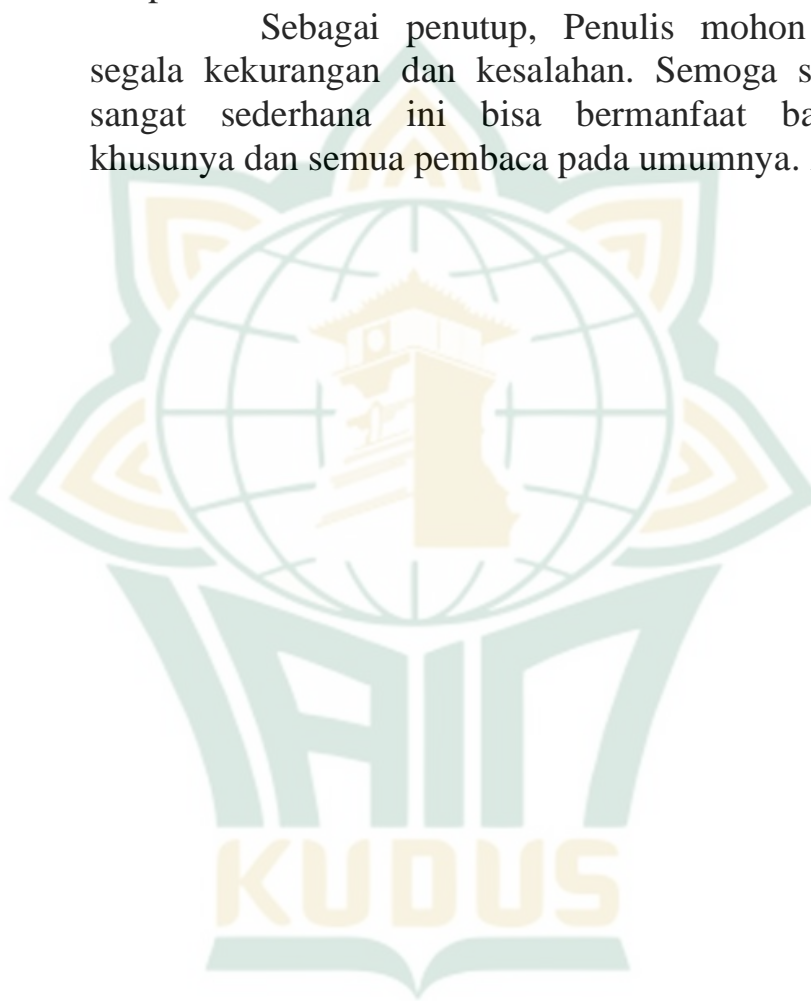 Sebagai penutup, Penulis mohon
segala kekurangan dan kesalahan. Semoga
sangat sederhana ini bisa bermanfaat
khusunya dan semua pembaca pada umumnya.
IAIN
KUDUS